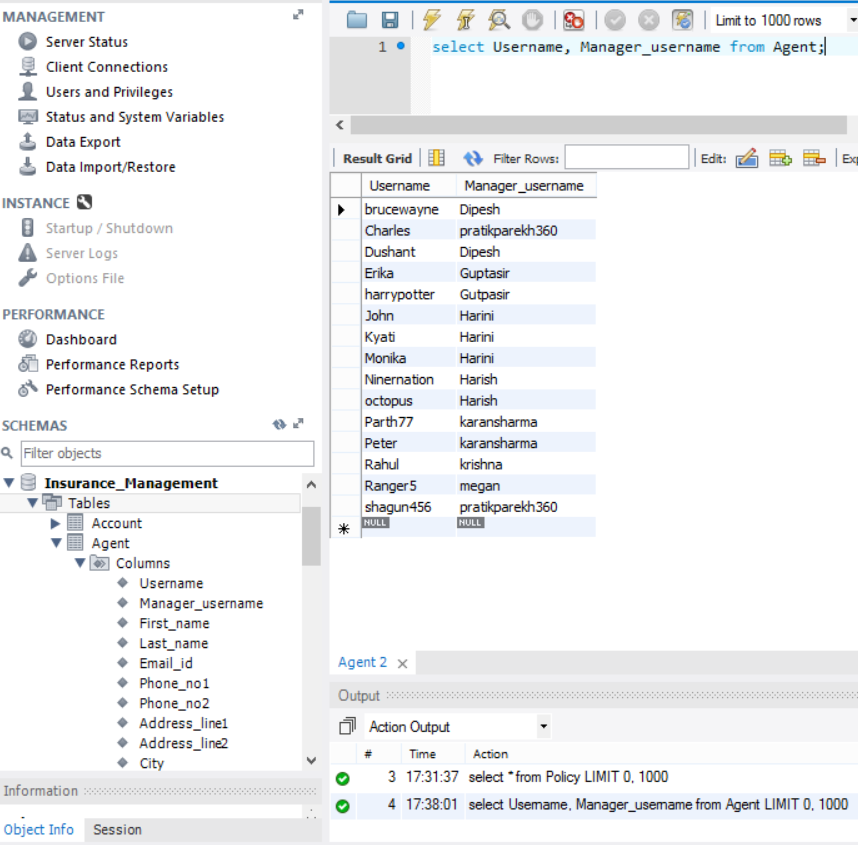 MANAGEMENT
Server Status
Client Connections
Users and Privileges
Status and System Variables
Data Export
Data Import/Restore
INSTANCE
Startup / Shutdown
Server Logs
Options File
PERFORMANCE
Dashboard
Performance Reports
Performance Schema Setup
SCHEMAS
Filter objects
Insurance_Management
Tables
Account
Agent
Columns
Username
Manager_username
First_name
Last_name
Email_id
Phone_no1
Phone_no2
Address_line1
Address_line2
City
Information
Object Info Session
Limit to 1000 rows
1 select Username, Manager_username from Agent;
Result Grid Filter Rows: Edit:
Username Manager_username
brucewayne Dipesh
Charles pratikparekh360
Dushant Dipesh
Erika Guptasir
harrypotter Gutpasir
John Harini
Kyati Harini
Monika Harini
Ninernation Harish
octopus Harish
Parth77 karansharma
Peter karansharma
Rahul krishna
Ranger5 megan
shagun456 pratikparekh360
NULL NULL
Agent 2
Output
Action Output
# Time Action
3 17:31:37 select * from Policy LIMIT 0, 1000
4 17:38:01 select Username, Manager_username from Agent LIMIT 0, 1000